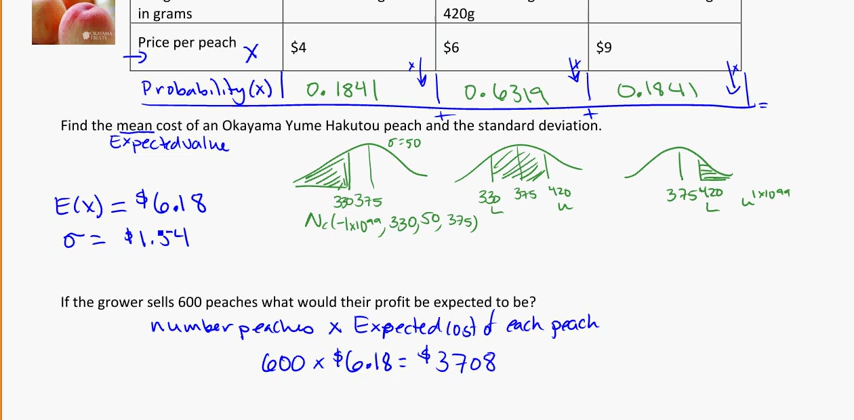 in grams 420g
Price per peach x $4 $6 $9
Probability(x) 0.1841 x 0.6319 x 0.1841 x =
+ +
Find the mean cost of an Okayama Yume Hakutou peach and the standard deviation.
Expected value
σ=50
330 375
330 375 420
L u
375 420
L u 1x10^99
Nc(-1x10^99, 330, 50, 375)
E(x) = $6.18
σ = $1.54
If the grower sells 600 peaches what would their profit be expected to be?
number peaches x Expected cost of each peach
600 x $6.18 = $3708